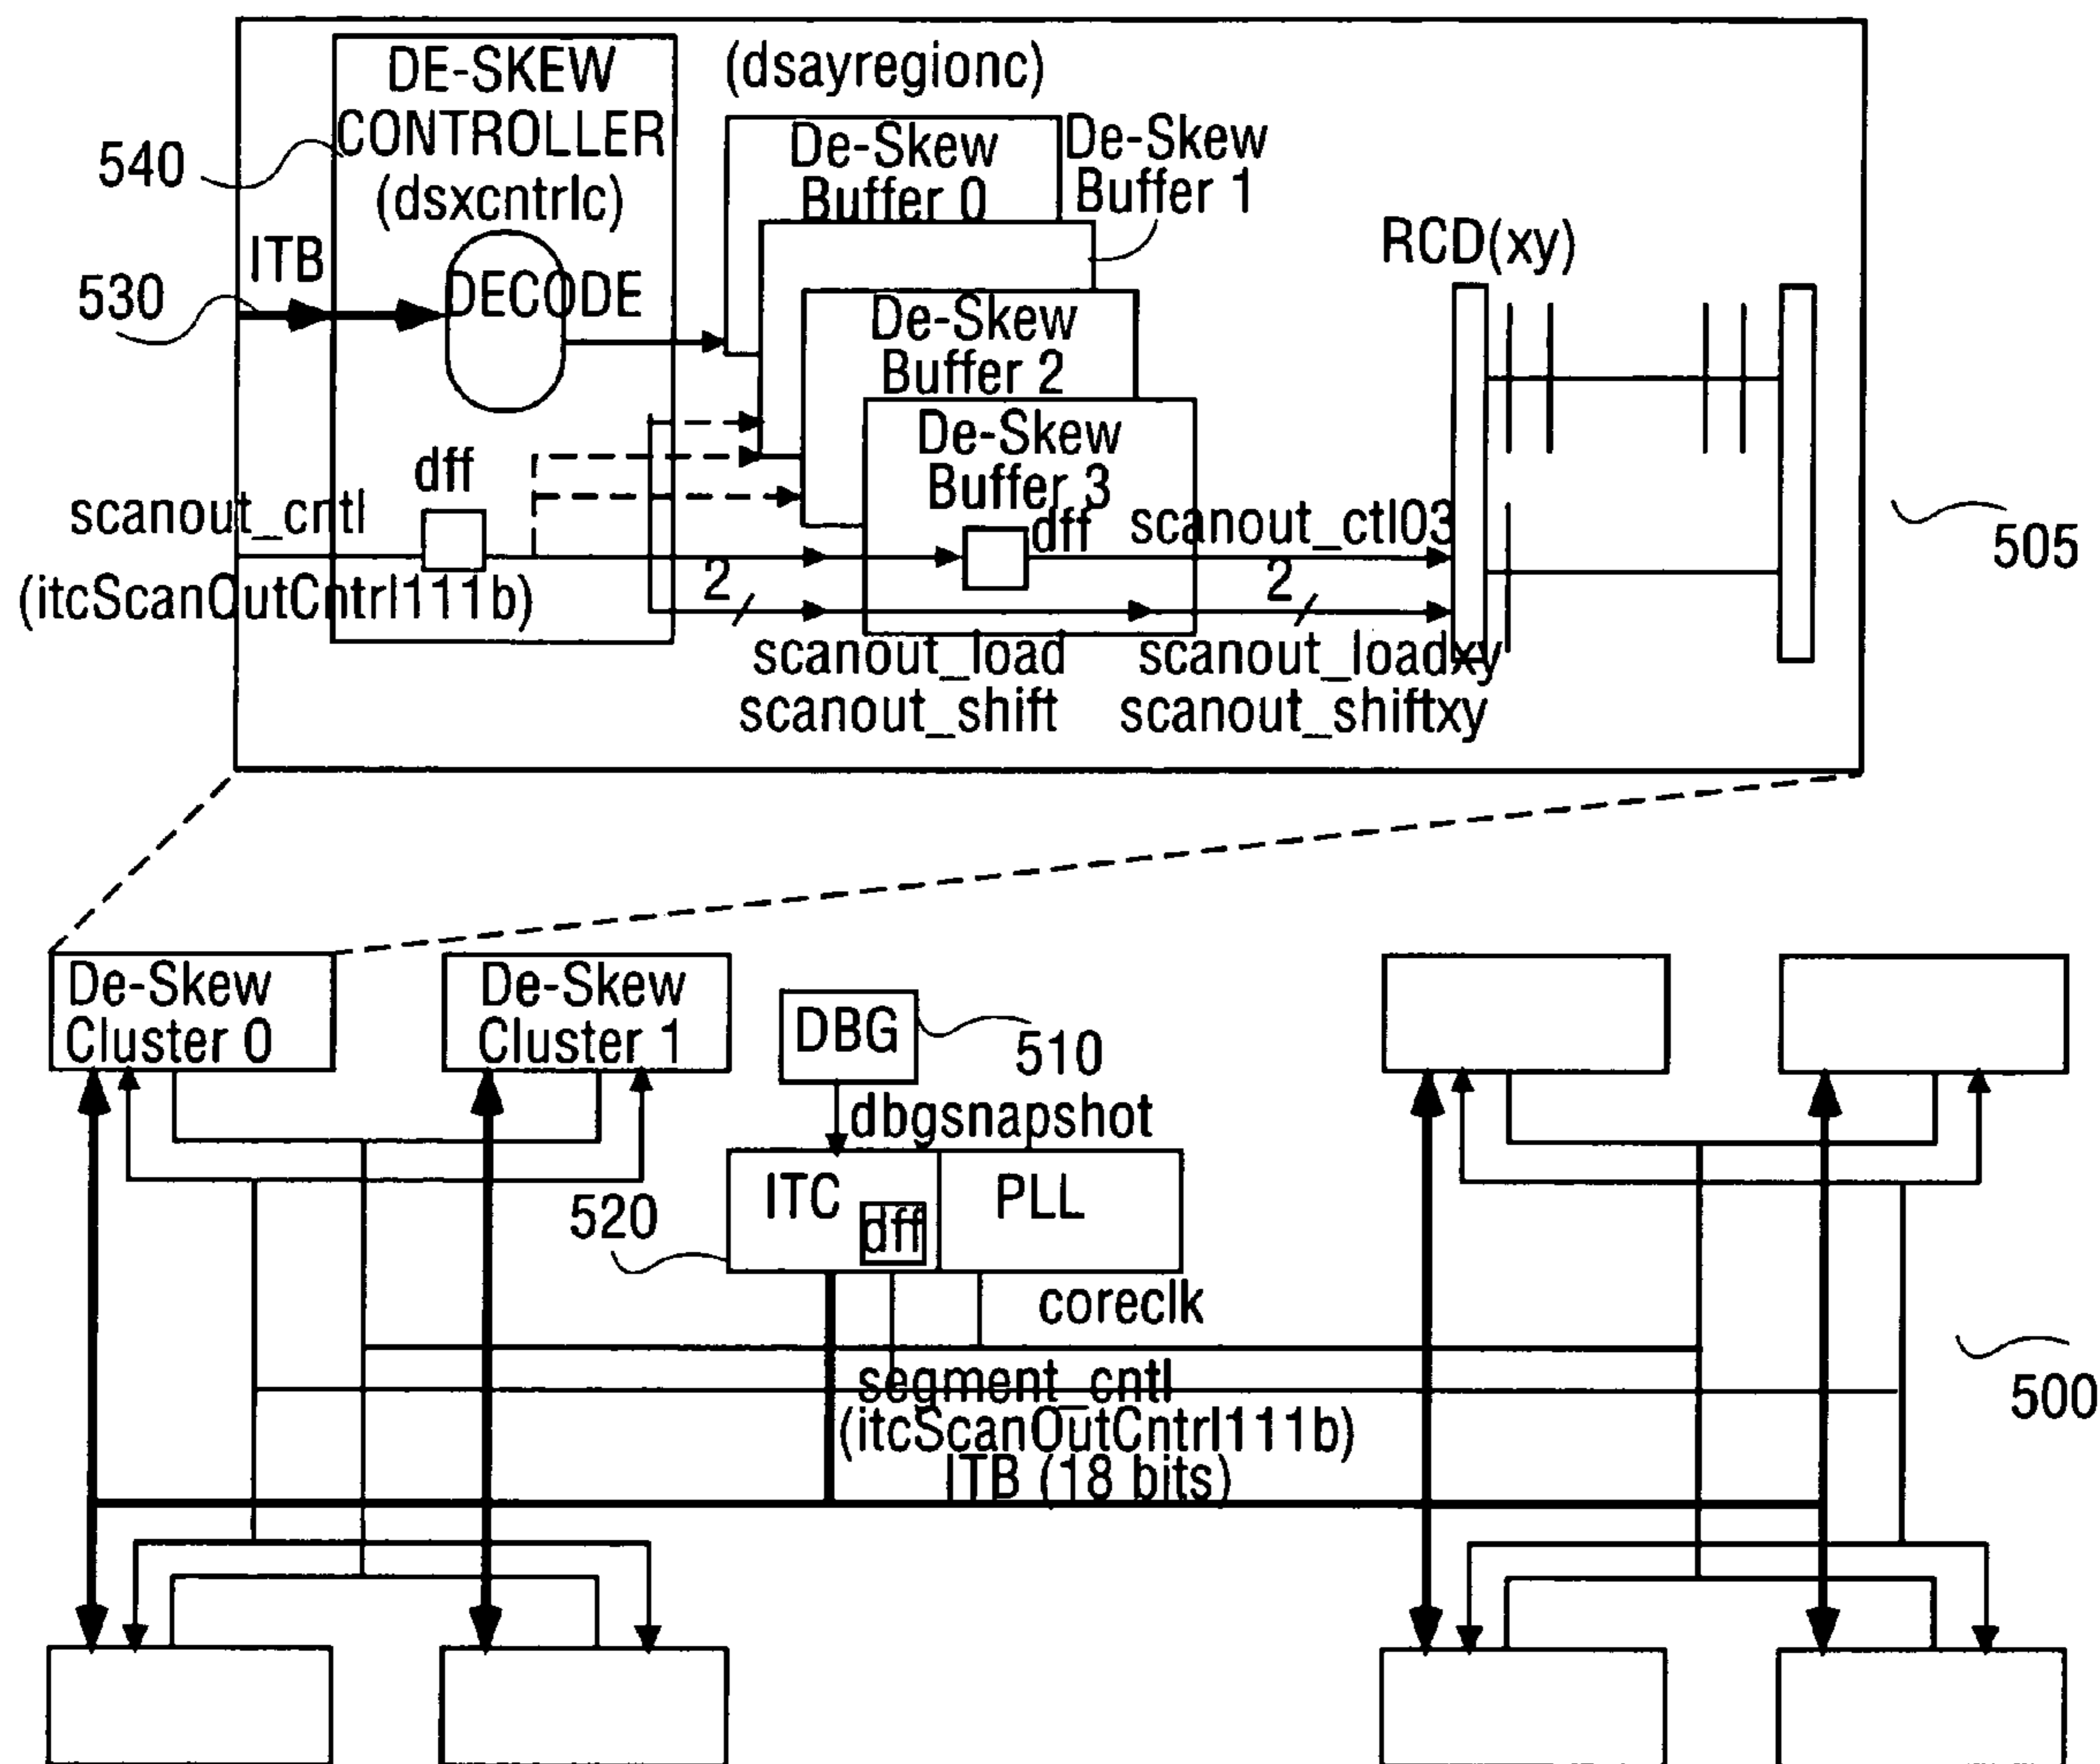 DE-SKEW
CONTROLLER
(dsxcntrlc)
540
(dsayregionc)
De-Skew
Buffer 0
De-Skew
Buffer 1
ITB
530
DECODE
De-Skew
Buffer 2
De-Skew
Buffer 3
RCD(xy)
dff
scanout_cntl
(itcScanOutCntrl111b)
dff
scanout_ctl03
505
2
2
scanout_load
scanout_shift
scanout_loadxy
scanout_shiftxy
De-Skew
Cluster 0
De-Skew
Cluster 1
DBG
510
dbgsnapshot
ITC
dff
PLL
520
coreclk
segment_cntl
(itcScanOutCntrl111b)
ITB (18 bits)
500